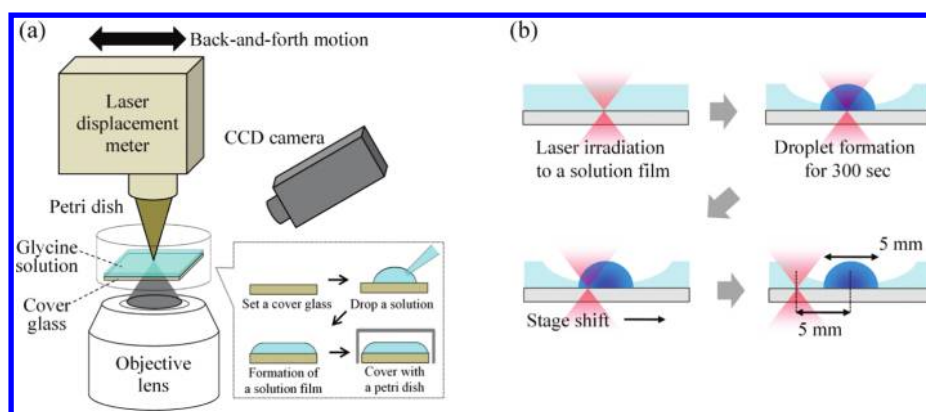 (a)
Back-and-forth motion
Laser
displacement
meter
CCD camera
Petri dish
Glycine
solution
Cover
glass
Objective
lens
Set a cover glass
Drop a solution
Formation of
a solution film
Cover with
a petri dish
(b)
Laser irradiation
to a solution film
Droplet formation
for 300 sec
Stage shift
5 mm
5 mm